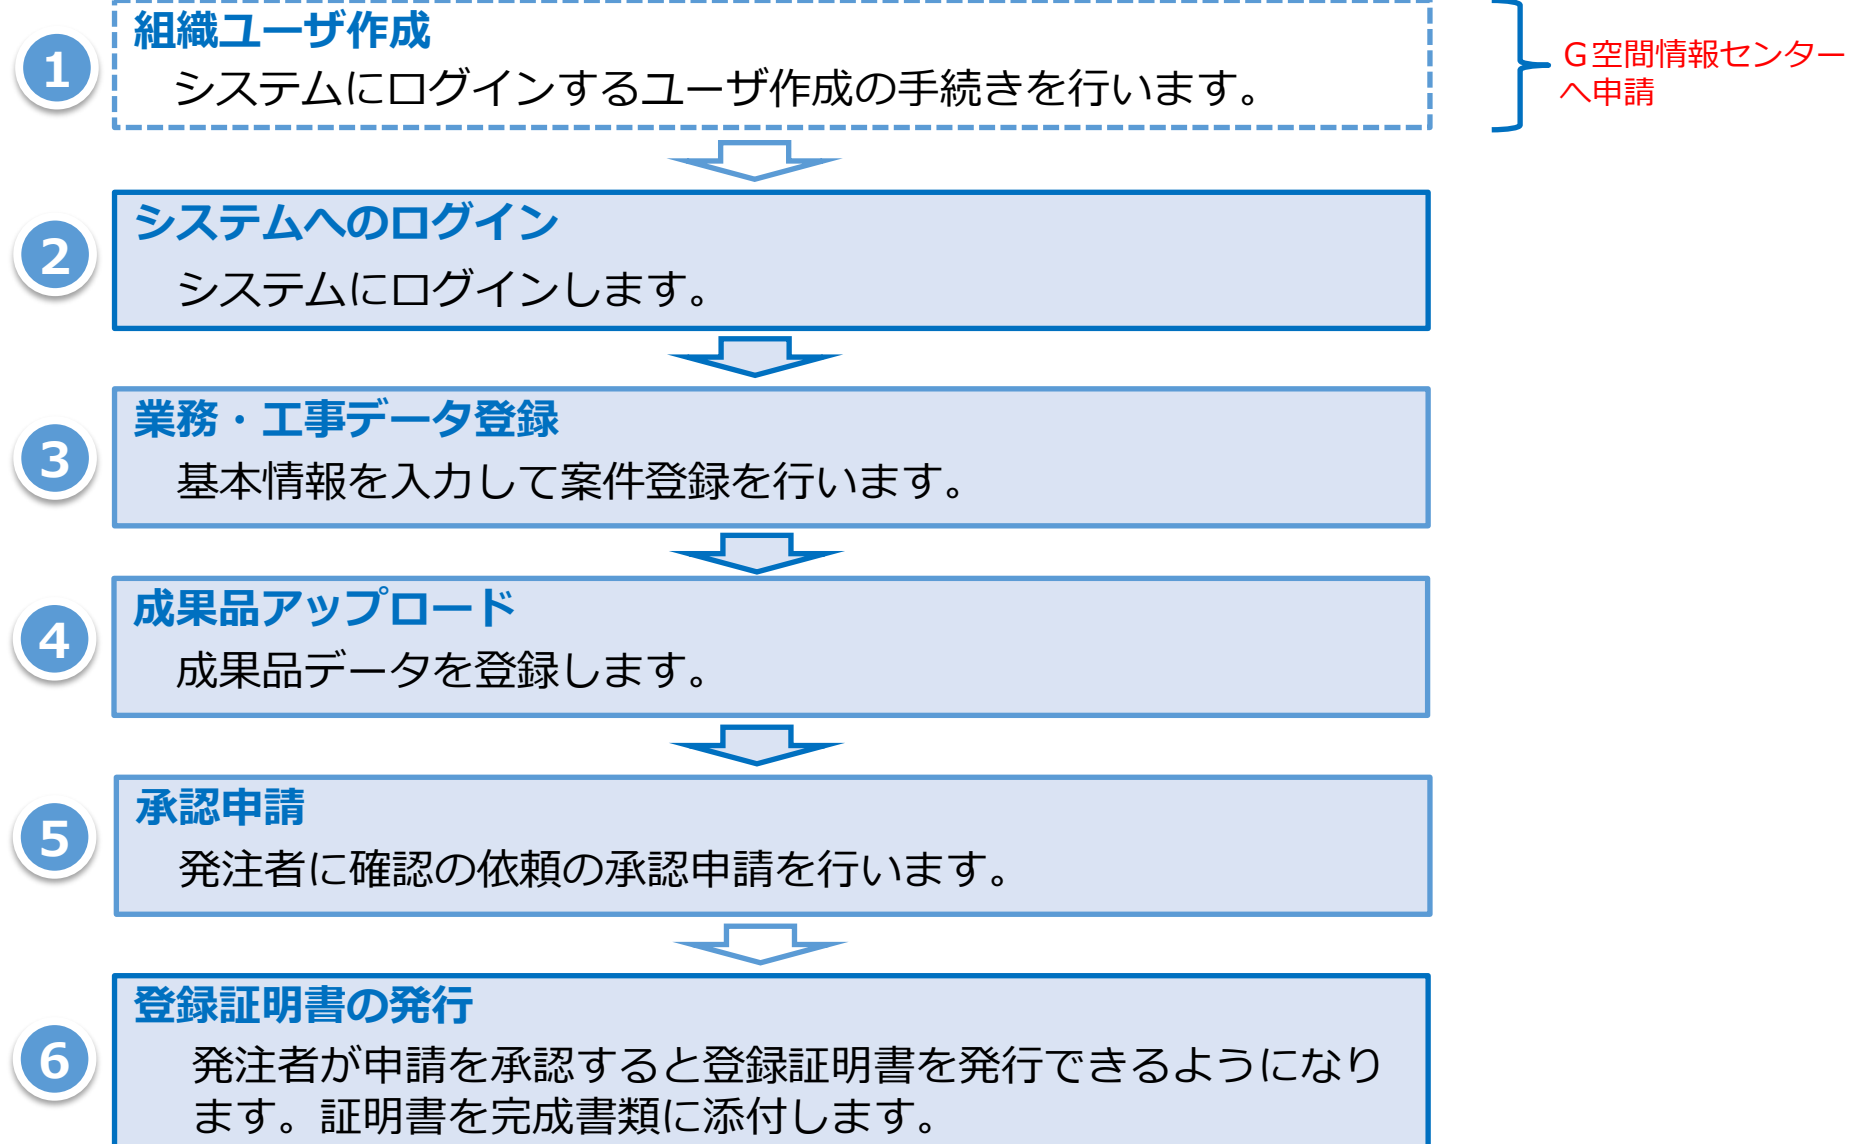 1
組織ユーザ作成
システムにログインするユーザ作成の手続きを行います。
G空間情報センター
へ申請
2
システムへのログイン
システムにログインします。
3
業務・工事データ登録
基本情報を入力して案件登録を行います。
4
成果品アップロード
成果品データを登録します。
5
承認申請
発注者に確認の依頼の承認申請を行います。
6
登録証明書の発行
発注者が申請を承認すると登録証明書を発行できるようになり
ます。証明書を完成書類に添付します。